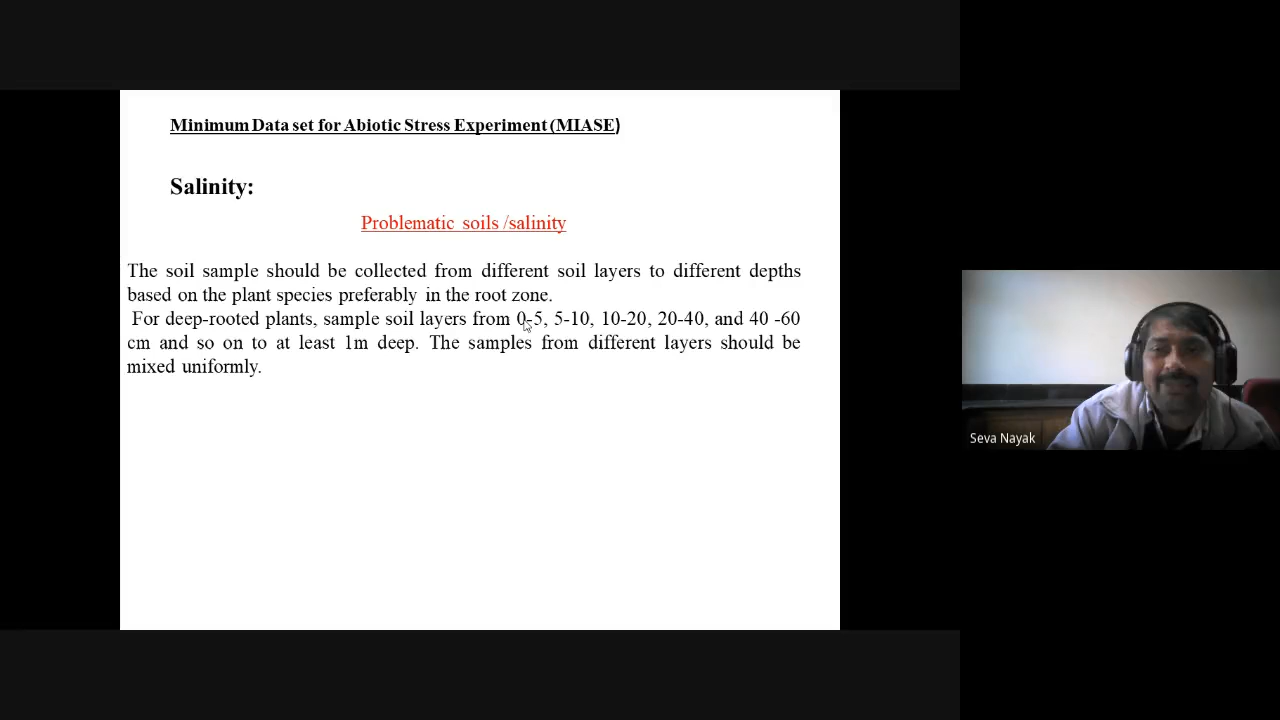 Minimum Data set for Abiotic Stress Experiment (MIASE)
Salinity:
Problematic soils /salinity
The soil sample should be collected from different soil layers to different depths
based on the plant species preferably in the root zone.
For deep-rooted plants, sample soil layers from 0-5, 5-10, 10-20, 20-40, and 40 -60
cm and so on to at least 1m deep. The samples from different layers should be
mixed uniformly.
Seva Nayak